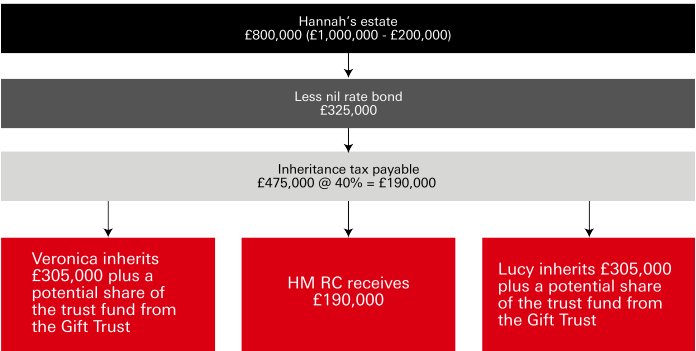 Hannah's estate
£800,000 (£1,000,000 - £200,000)
Less nil rate bond
£325,000
Inheritance tax payable
£475,000 @ 40% = £190,000
Veronica inherits
£305,000 plus a
potential share of
the trust fund from
the Gift Trust
HM RC receives
£190,000
Lucy inherits £305,000
plus a potential share
of the trust fund from
the Gift Trust